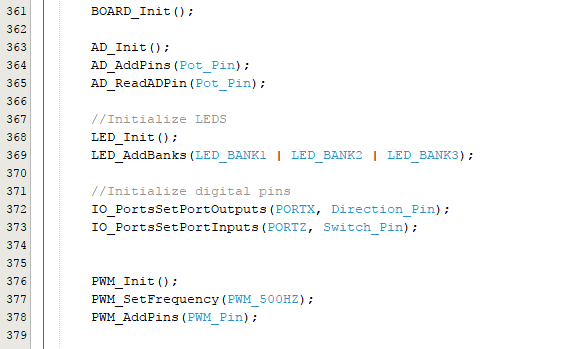 361 BOARD_Init();
362
363 AD_Init();
364 AD_AddPins(Pot_Pin);
365 AD_ReadADPin(Pot_Pin);
366
367 //Initialize LEDS
368 LED_Init();
369 LED_AddBanks(LED_BANK1 | LED_BANK2 | LED_BANK3);
370
371 //Initialize digital pins
372 IO_PortsSetPortOutputs(PORTX, Direction_Pin);
373 IO_PortsSetPortInputs(PORTZ, Switch_Pin);
374
375
376 PWM_Init();
377 PWM_SetFrequency(PWM_500HZ);
378 PWM_AddPins(PWM_Pin);
379